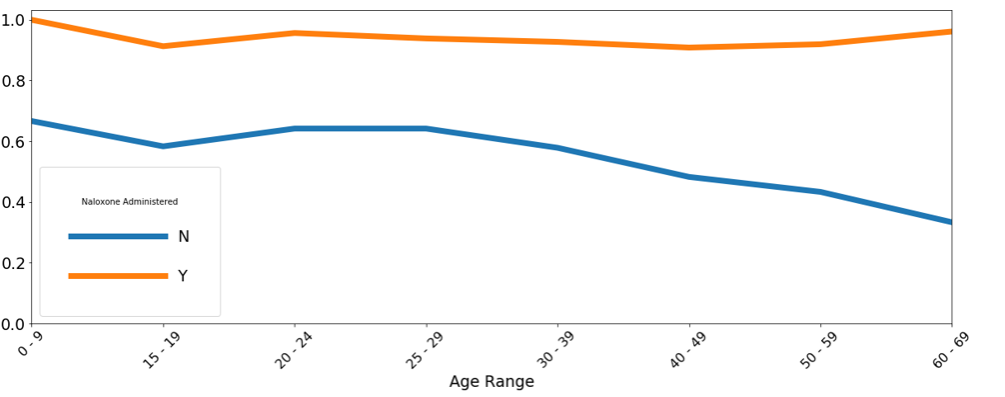 1.0
0.8
0.6
0.4
0.2
0.0
Naloxone Administered
N
Y
0 - 9
15 - 19
20 - 24
25 - 29
30 - 39
40 - 49
50 - 59
60 - 69
Age Range